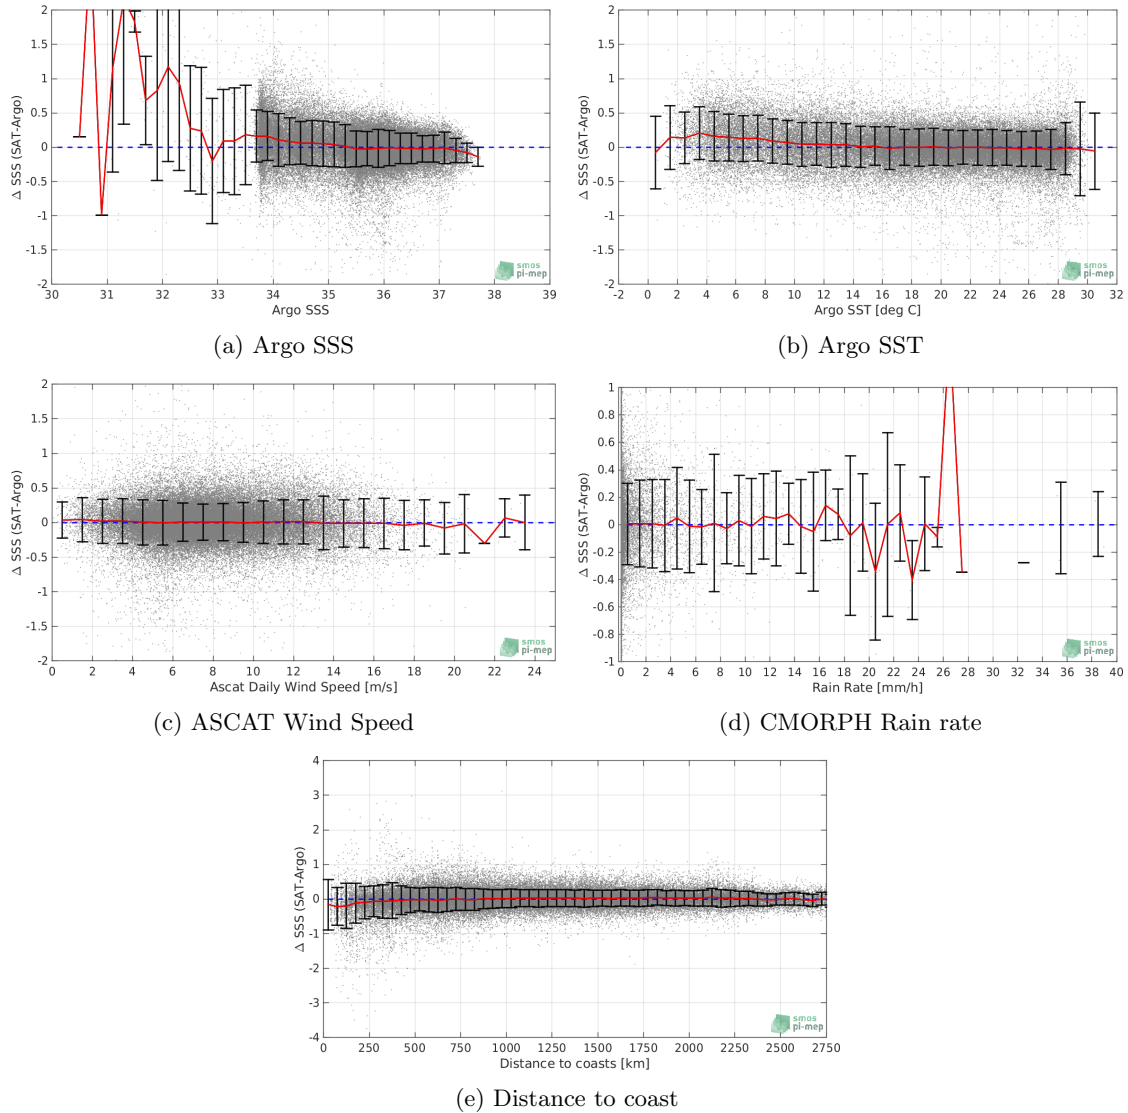 2
1.5
1
0.5
0
-0.5
-1
-1.5
-2
Δ SSS (SAT-Argo)
30 31 32 33 34 35 36 37 38 39
Argo SSS
smos
pi-mep
(a) Argo SSS
2
1.5
1
0.5
0
-0.5
-1
-1.5
-2
Δ SSS (SAT-Argo)
-2 0 2 4 6 8 10 12 14 16 18 20 22 24 26 28 30 32
Argo SST [deg C]
smos
pi-mep
(b) Argo SST
2
1.5
1
0.5
0
-0.5
-1
-1.5
-2
Δ SSS (SAT-Argo)
0 2 4 6 8 10 12 14 16 18 20 22 24
Ascat Daily Wind Speed [m/s]
smos
pi-mep
(c) ASCAT Wind Speed
1
0.8
0.6
0.4
0.2
0
-0.2
-0.4
-0.6
-0.8
-1
Δ SSS (SAT-Argo)
0 2 4 6 8 10 12 14 16 18 20 22 24 26 28 30 32 34 36 38 40
Rain Rate [mm/h]
smos
pi-mep
(d) CMORPH Rain rate
4
3
2
1
0
-1
-2
-3
-4
Δ SSS (SAT-Argo)
0 250 500 750 1000 1250 1500 1750 2000 2250 2500 2750
Distance to coasts [km]
smos
pi-mep
(e) Distance to coast